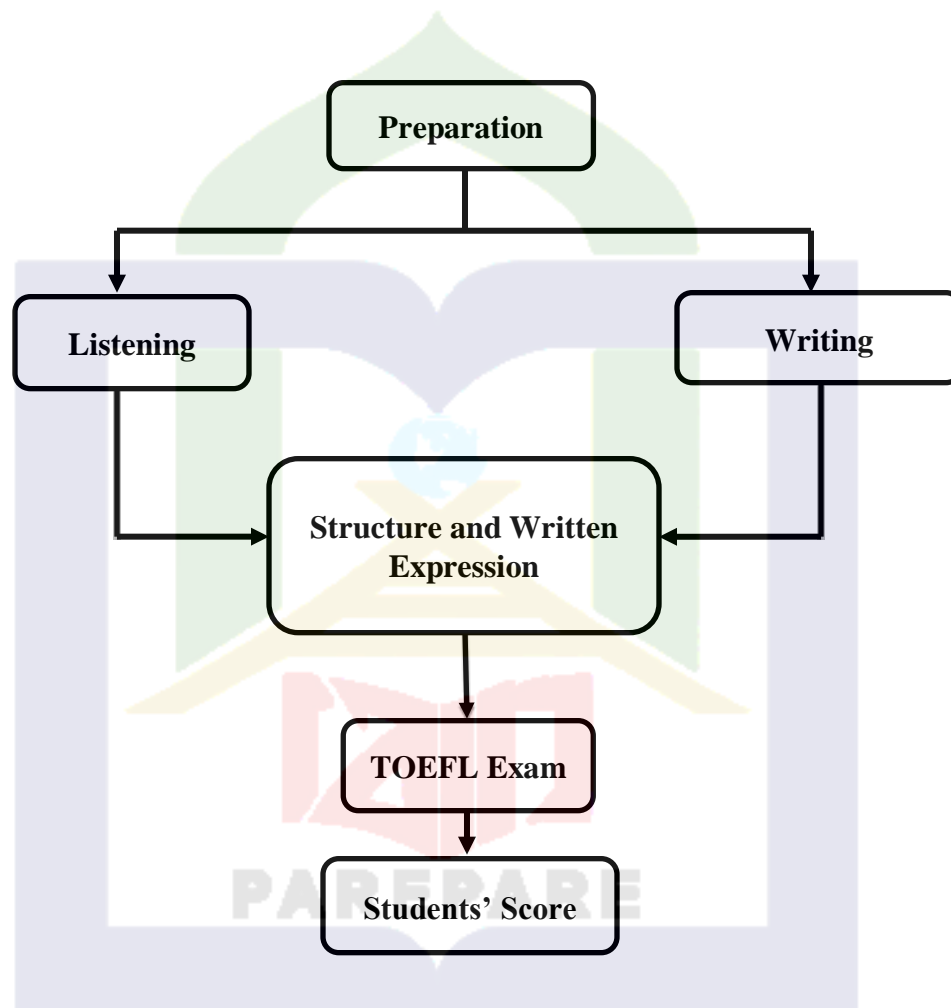 Preparation
Listening
Writing
Structure and Written
Expression
TOEFL Exam
PAREPARE
Students’ Score